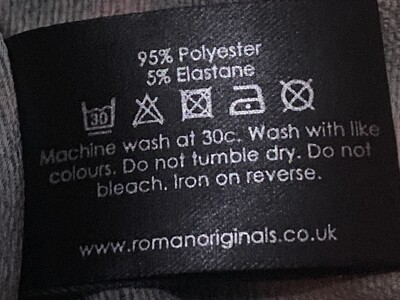 95% Polyester
5% Elastane
30
Machine wash at 30c. Wash with like
colours. Do not tumble dry. Do not
bleach. Iron on reverse.
www.romanoriginals.co.uk